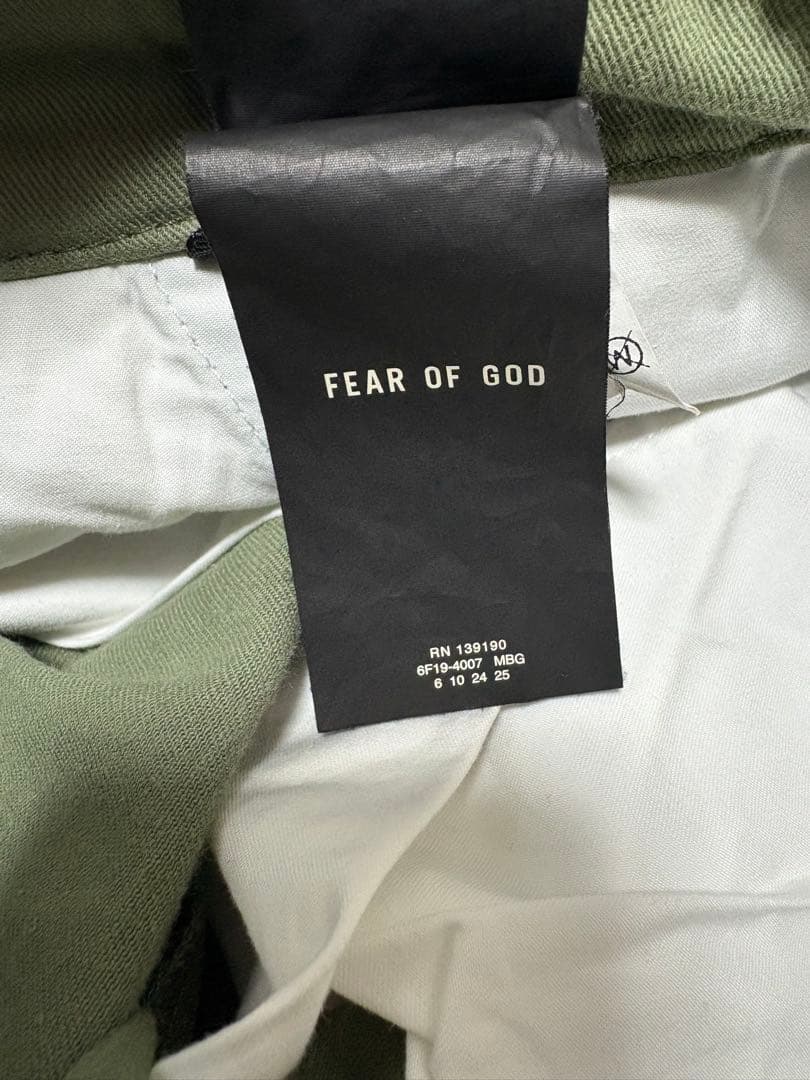 FEAR OF GOD
RN 139190
6F19-4007 MBG
6 10 24 25